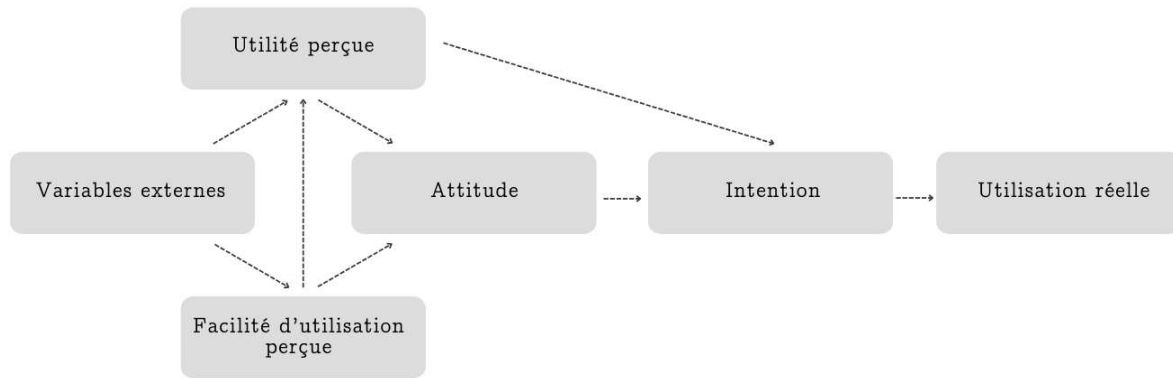 Utilité perçue
Variables externes
Attitude
Intention
Utilisation réelle
Facilité d'utilisation
perçue